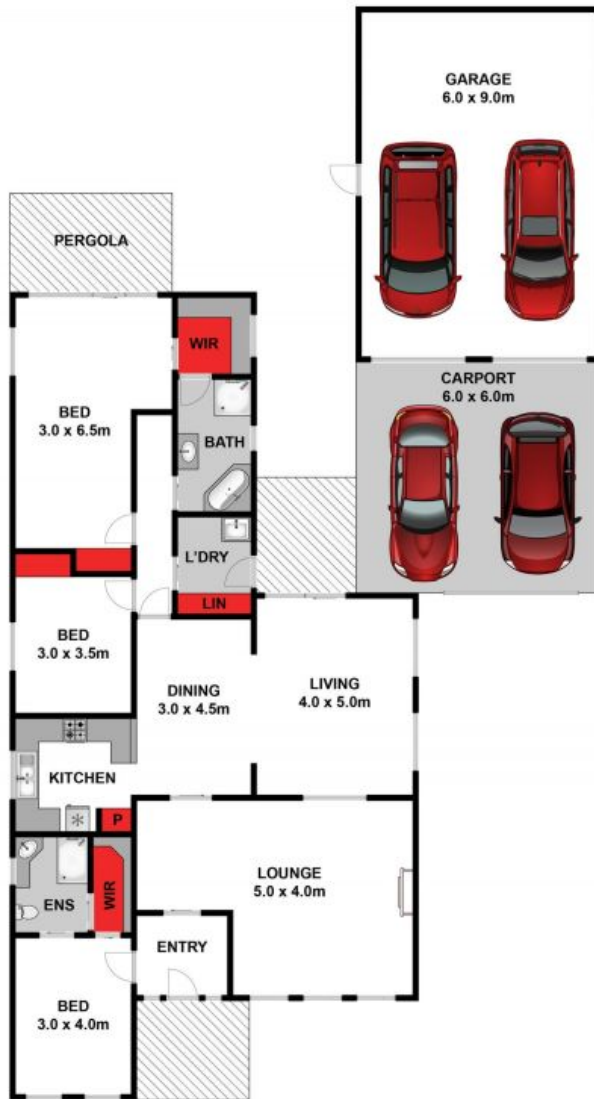 GARAGE
6.0 x 9.0m
PERGOLA
WIR
CARPORT
6.0 x 6.0m
BED
3.0 x 6.5m
BATH
L'DRY
LIN
BED
3.0 x 3.5m
DINING
3.0 x 4.5m
LIVING
4.0 x 5.0m
KITCHEN
P
LOUNGE
5.0 x 4.0m
WIR
ENS
ENTRY
BED
3.0 x 4.0m